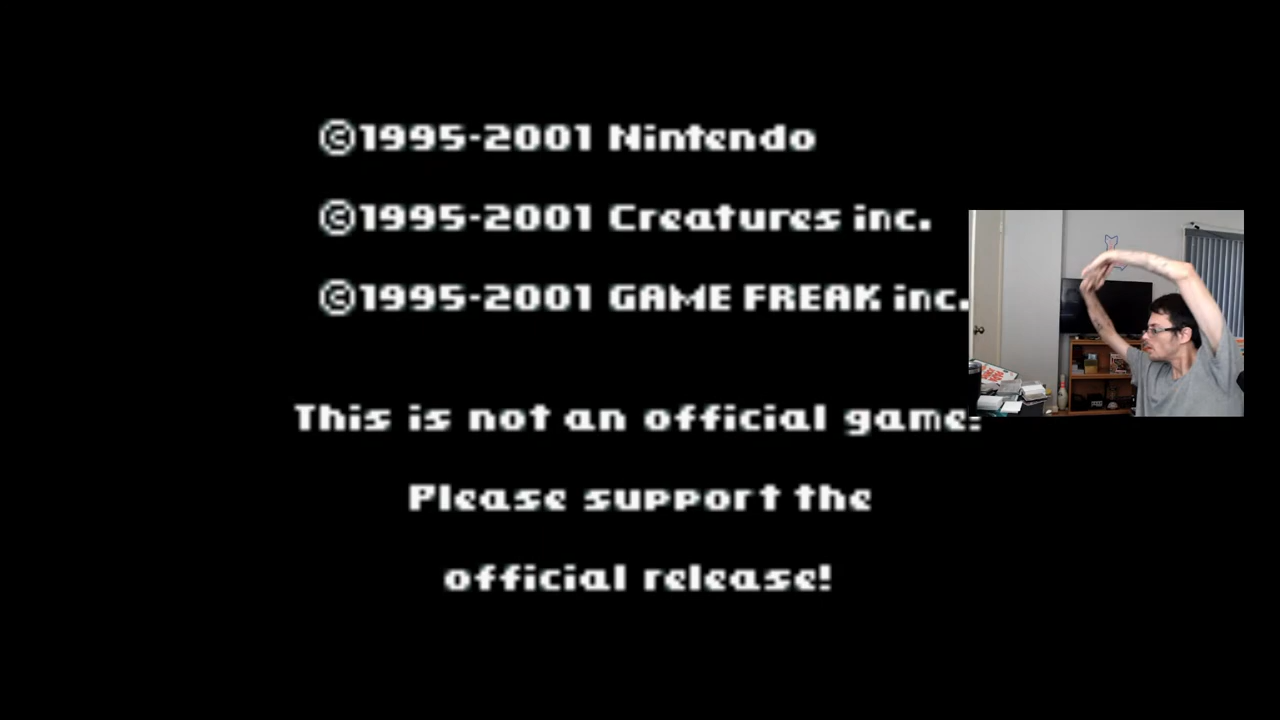 ©1995-2001 Nintendo
©1995-2001 Creatures inc.
©1995-2001 GAME FREAK inc.
This is not an official game.
Please support the
official release!